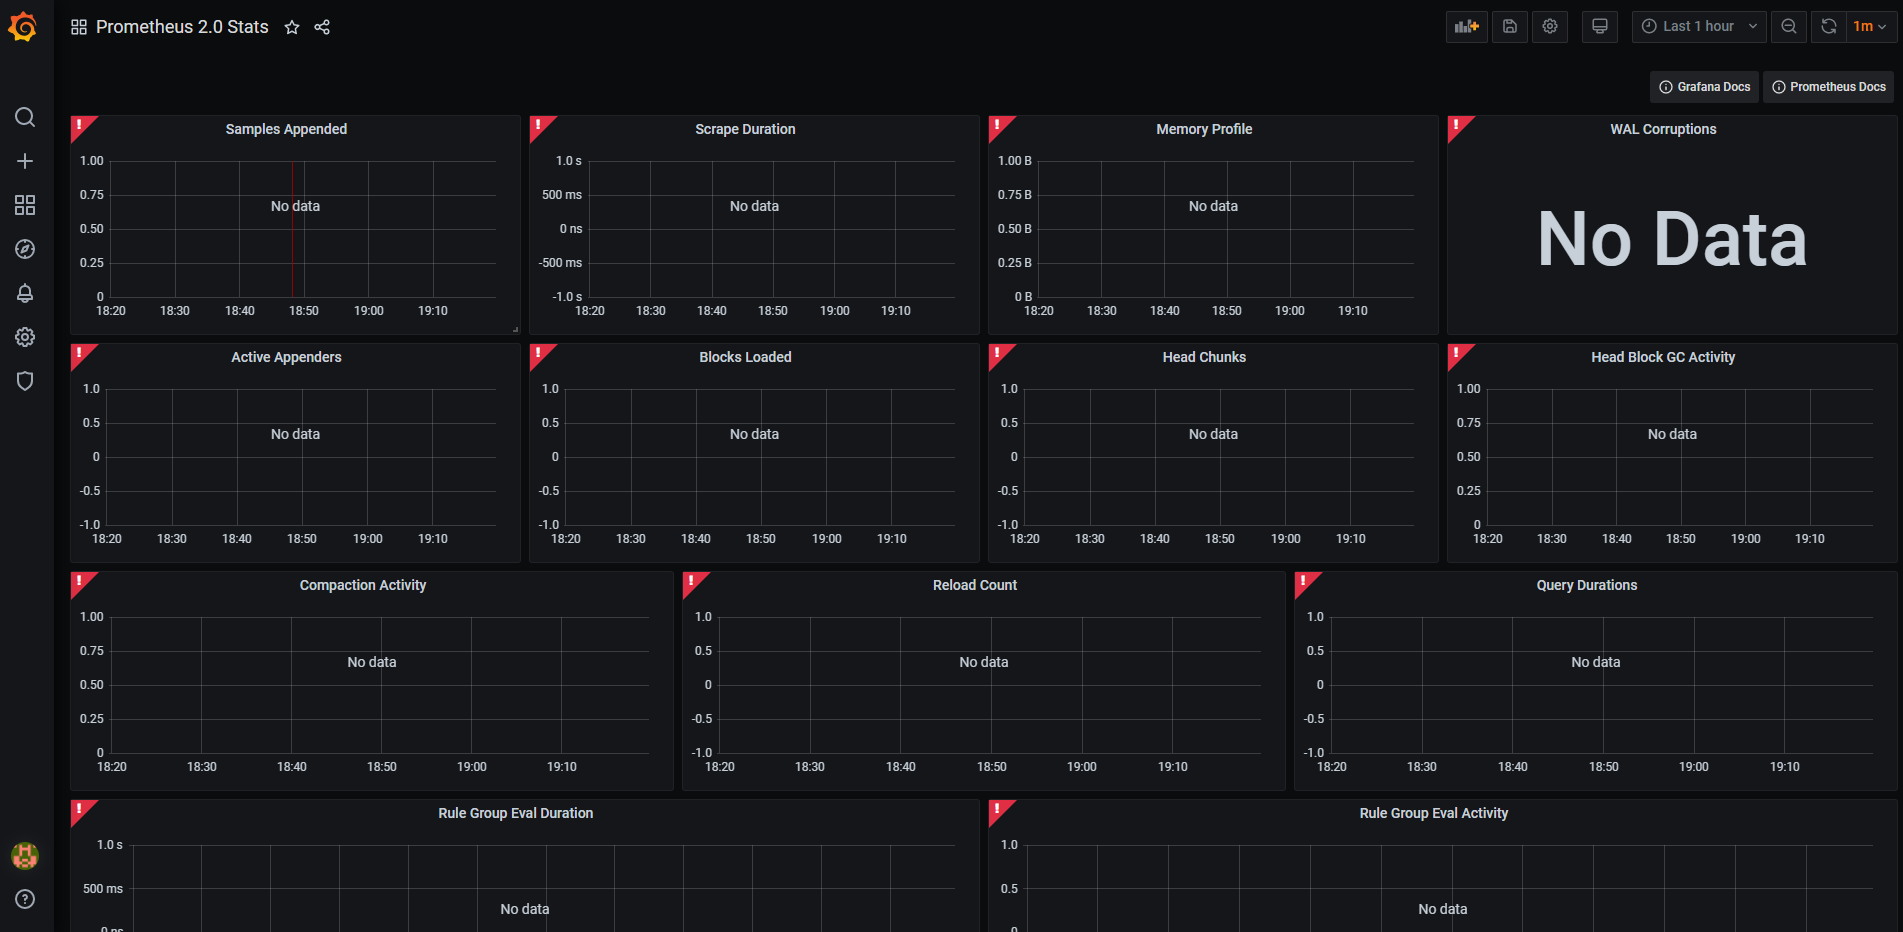 Prometheus 2.0 Stats
Last 1 hour
1m
Grafana Docs
Prometheus Docs
!
Samples Appended
1.00
0.75
0.50
0.25
0
No data
18:20 18:30 18:40 18:50 19:00 19:10
!
Scrape Duration
1.0 s
500 ms
0 ns
-500 ms
-1.0 s
No data
18:20 18:30 18:40 18:50 19:00 19:10
!
Memory Profile
1.00 B
0.75 B
0.50 B
0.25 B
0 B
No data
18:20 18:30 18:40 18:50 19:00 19:10
!
WAL Corruptions
No Data
!
Active Appenders
1.0
0.5
0
-0.5
-1.0
No data
18:20 18:30 18:40 18:50 19:00 19:10
!
Blocks Loaded
1.0
0.5
0
-0.5
-1.0
No data
18:20 18:30 18:40 18:50 19:00 19:10
!
Head Chunks
1.0
0.5
0
-0.5
-1.0
No data
18:20 18:30 18:40 18:50 19:00 19:10
!
Head Block GC Activity
1.00
0.75
0.50
0.25
0
No data
18:20 18:30 18:40 18:50 19:00 19:10
!
Compaction Activity
1.00
0.75
0.50
0.25
0
No data
18:20 18:30 18:40 18:50 19:00 19:10
!
Reload Count
1.0
0.5
0
-0.5
-1.0
No data
18:20 18:30 18:40 18:50 19:00 19:10
!
Query Durations
1.0
0.5
0
-0.5
-1.0
No data
18:20 18:30 18:40 18:50 19:00 19:10
!
Rule Group Eval Duration
1.0 s
500 ms
0 ns
No data
!
Rule Group Eval Activity
1.0
0.5
0
No data